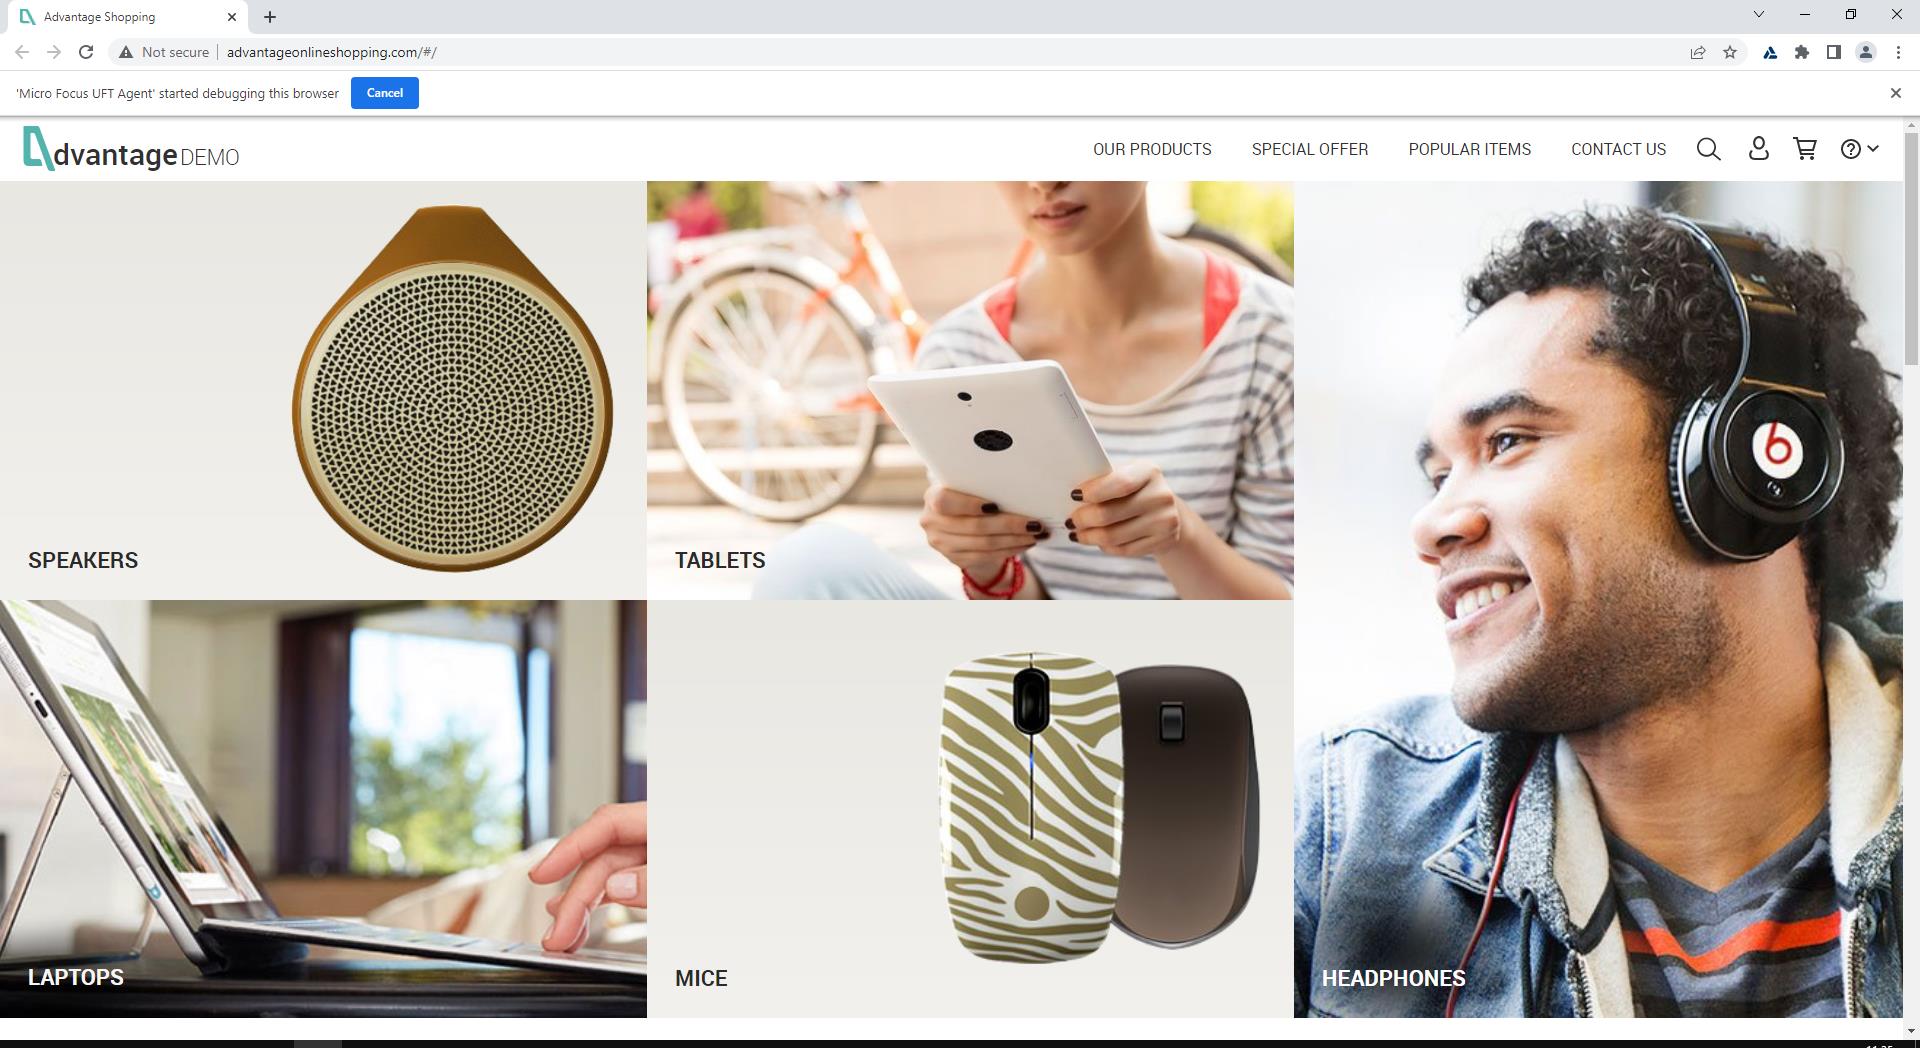 Advantage Shopping
Not secure
advantageonlineshopping.com/#/
'Micro Focus UFT Agent' started debugging this browser
Cancel
dvantage DEMO
OUR PRODUCTS
SPECIAL OFFER
POPULAR ITEMS
CONTACT US
SPEAKERS
TABLETS
b
LAPTOPS
MICE
HEADPHONES